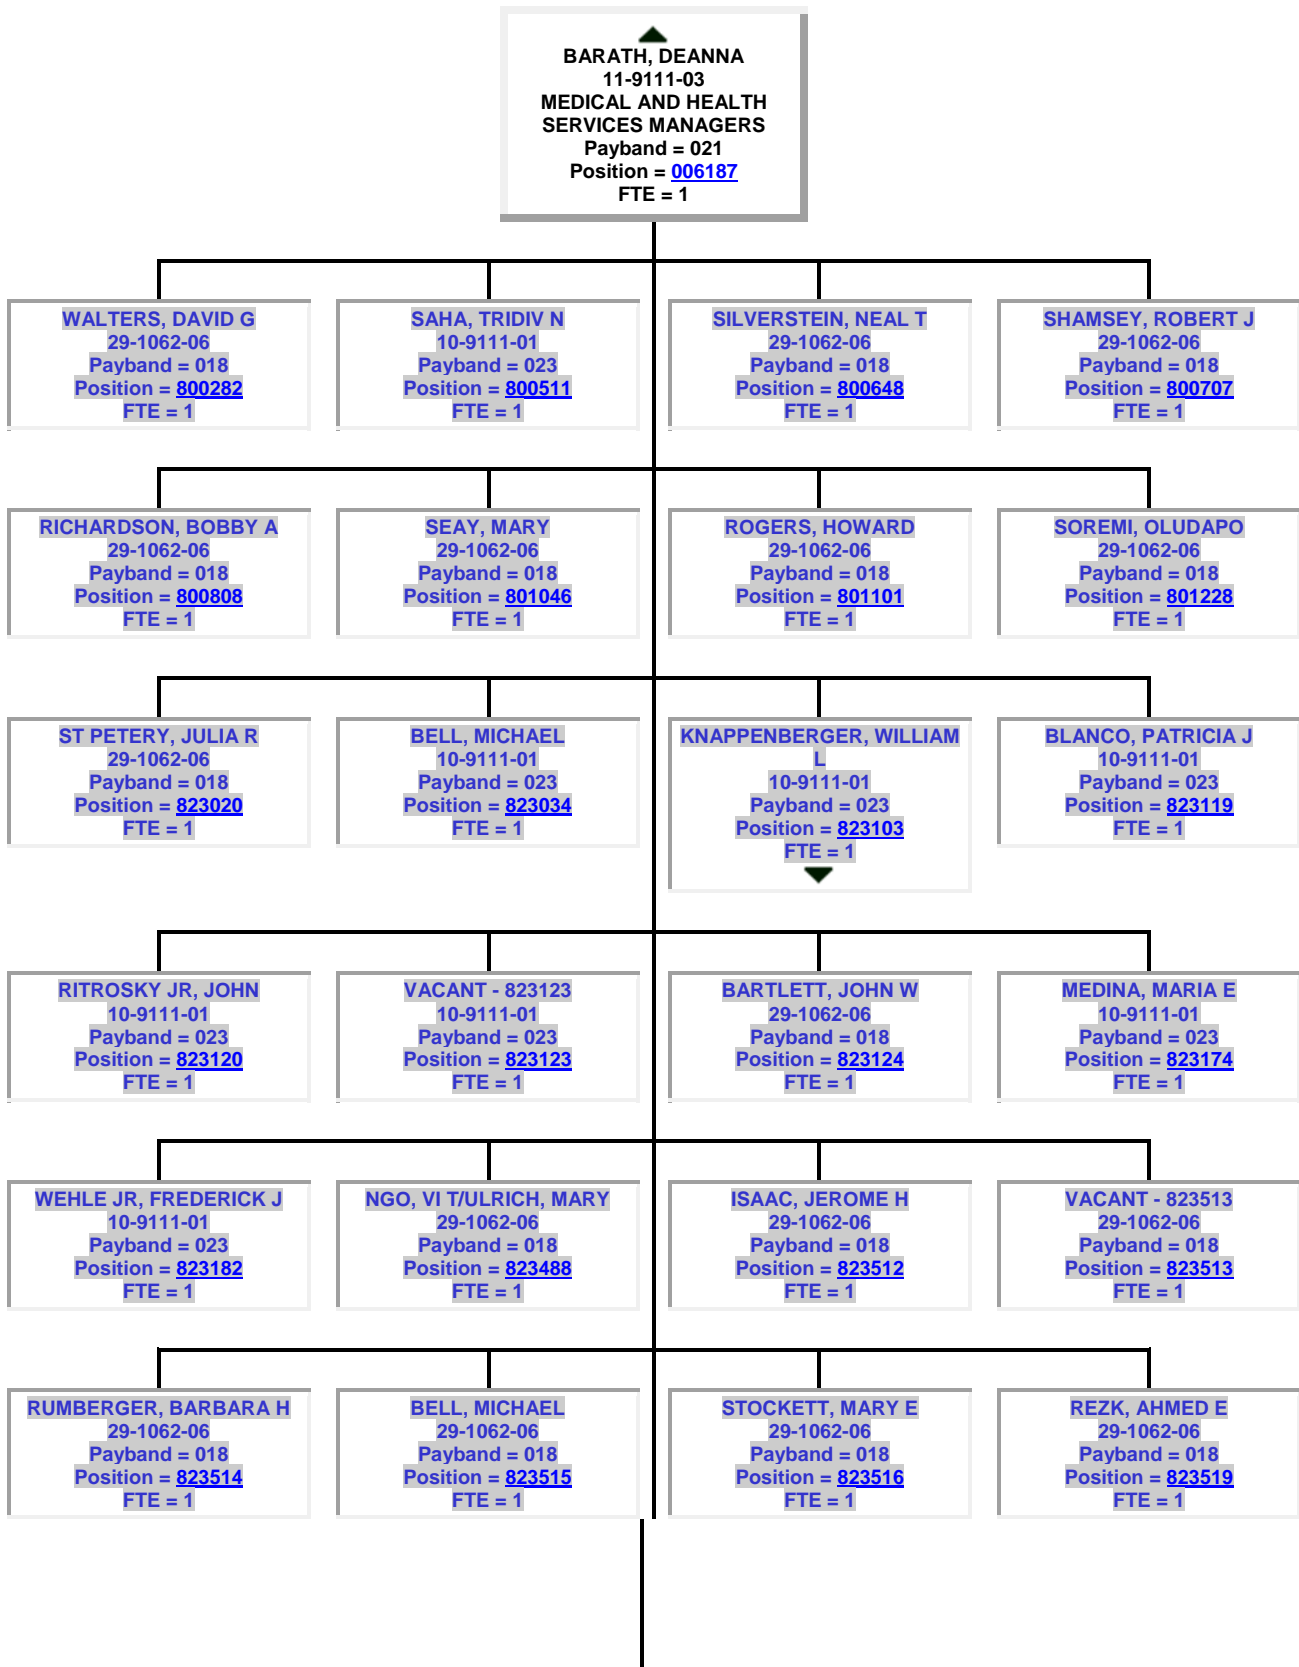 BARATH, DEANNA
11-9111-03
MEDICAL AND HEALTH
SERVICES MANAGERS
Payband = 021
Position = 006187
FTE = 1
WALTERS, DAVID G
29-1062-06
Payband = 018
Position = 800282
FTE = 1
SAHA, TRIDIV N
10-9111-01
Payband = 023
Position = 800511
FTE = 1
SILVERSTEIN, NEAL T
29-1062-06
Payband = 018
Position = 800648
FTE = 1
SHAMSEY, ROBERT J
29-1062-06
Payband = 018
Position = 800707
FTE = 1
RICHARDSON, BOBBY A
29-1062-06
Payband = 018
Position = 800808
FTE = 1
SEAY, MARY
29-1062-06
Payband = 018
Position = 801046
FTE = 1
ROGERS, HOWARD
29-1062-06
Payband = 018
Position = 801101
FTE = 1
SOREMI, OLUDAPO
29-1062-06
Payband = 018
Position = 801228
FTE = 1
ST PETERY, JULIA R
29-1062-06
Payband = 018
Position = 823020
FTE = 1
BELL, MICHAEL
10-9111-01
Payband = 023
Position = 823034
FTE = 1
KNAPPENBERGER, WILLIAM
L
10-9111-01
Payband = 023
Position = 823103
FTE = 1
BLANCO, PATRICIA J
10-9111-01
Payband = 023
Position = 823119
FTE = 1
RITROSKY JR, JOHN
10-9111-01
Payband = 023
Position = 823120
FTE = 1
VACANT - 823123
10-9111-01
Payband = 023
Position = 823123
FTE = 1
BARTLETT, JOHN W
29-1062-06
Payband = 018
Position = 823124
FTE = 1
MEDINA, MARIA E
10-9111-01
Payband = 023
Position = 823174
FTE = 1
WEHLE JR, FREDERICK J
10-9111-01
Payband = 023
Position = 823182
FTE = 1
NGO, VI T/ULRICH, MARY
29-1062-06
Payband = 018
Position = 823488
FTE = 1
ISAAC, JEROME H
29-1062-06
Payband = 018
Position = 823512
FTE = 1
VACANT - 823513
29-1062-06
Payband = 018
Position = 823513
FTE = 1
RUMBERGER, BARBARA H
29-1062-06
Payband = 018
Position = 823514
FTE = 1
BELL, MICHAEL
29-1062-06
Payband = 018
Position = 823515
FTE = 1
STOCKETT, MARY E
29-1062-06
Payband = 018
Position = 823516
FTE = 1
REZK, AHMED E
29-1062-06
Payband = 018
Position = 823519
FTE = 1